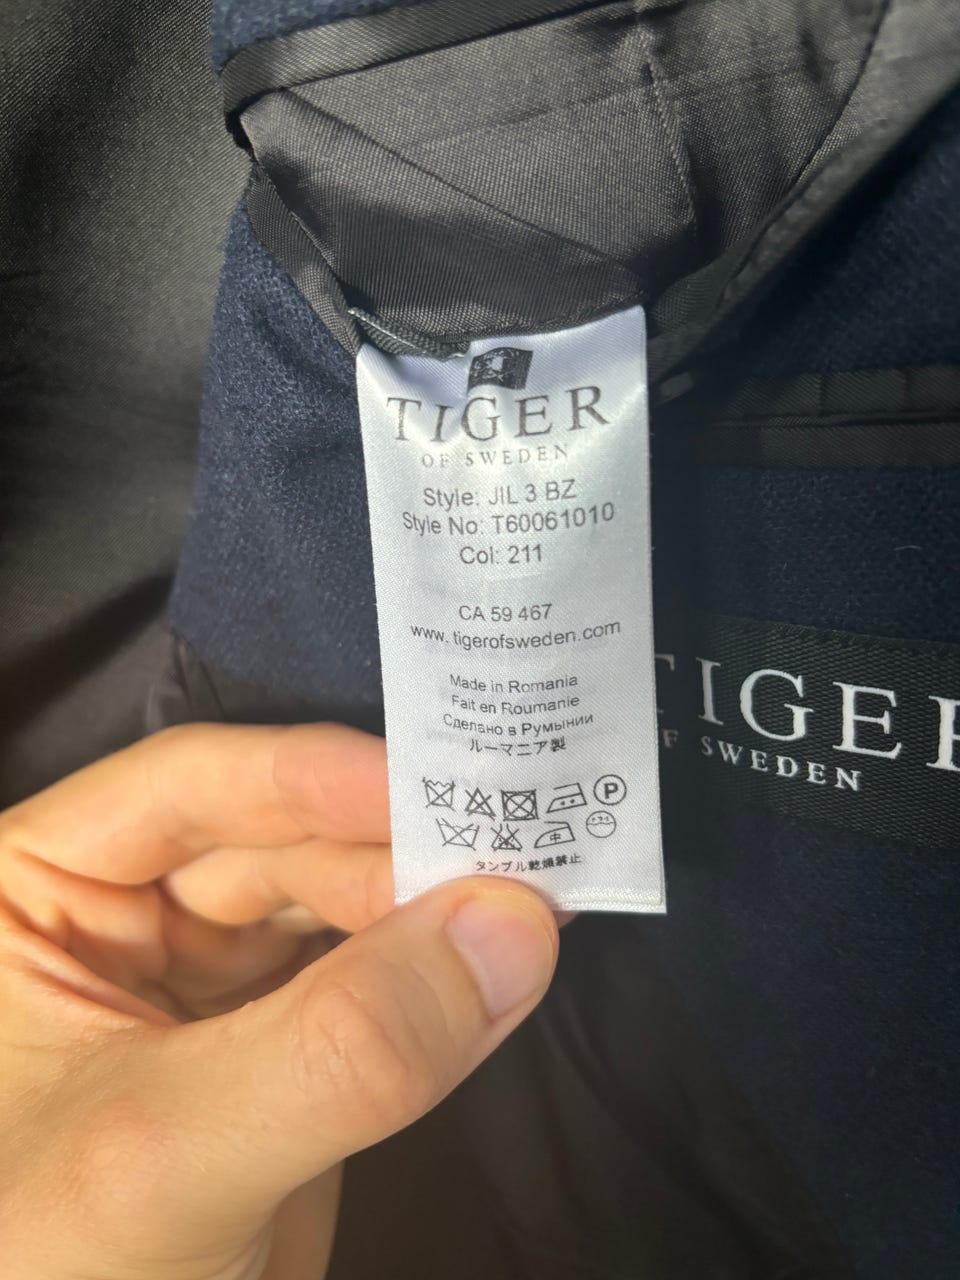 TIGER
OF SWEDEN
Style: JIL 3 BZ
Style No: T60061010
Col: 211
CA 59 467
www.tigerofsweden.com
Made in Romania
Fait en Roumanie
Сделано в Румынии
ルーマニア製
P
中
タンブル乾燥禁止
TIGER
OF SWEDEN